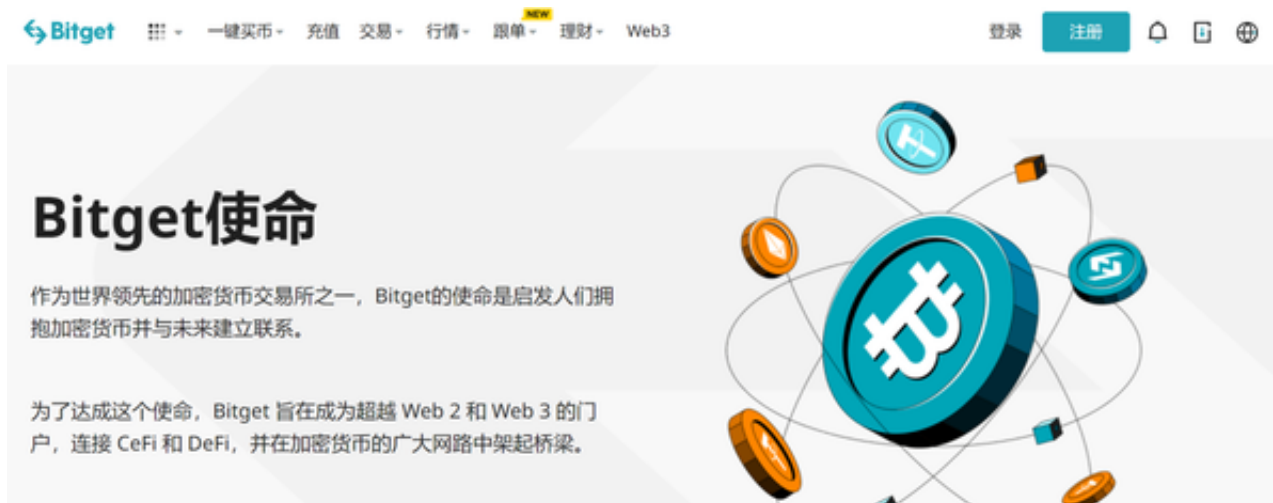 Bitget 一键买币 充值 交易 行情 跟单 NEW 理财 Web3 登录 注册
Bitget使命
作为世界领先的加密货币交易所之一，Bitget的使命是启发人们拥
抱加密货币并与未来建立联系。
为了达成这个使命，Bitget 旨在成为超越 Web 2 和 Web 3 的门
户，连接 CeFi 和 DeFi，并在加密货币的广大网路中架起桥梁。